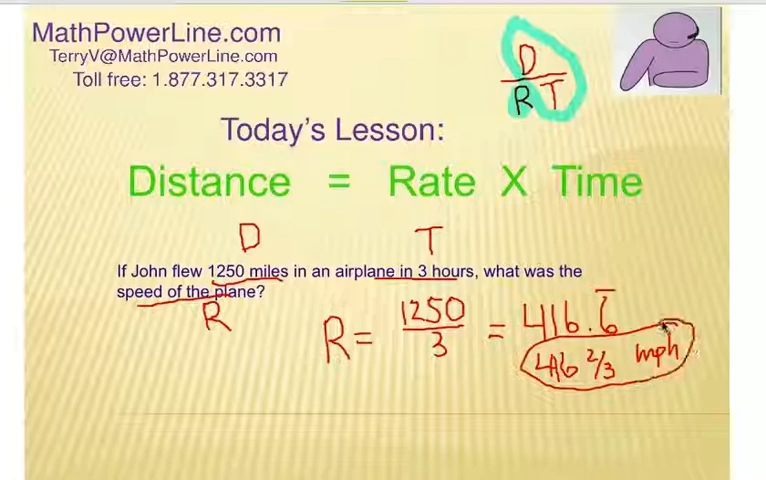 MathPowerLine.com
TerryV@MathPowerLine.com
Toll free: 1.877.317.3317
D
R T
Today's Lesson:
Distance = Rate X Time
D T
If John flew 1250 miles in an airplane in 3 hours, what was the
speed of the plane?
R
R = 1250/3 = 416.6̅
416 2/3 mph